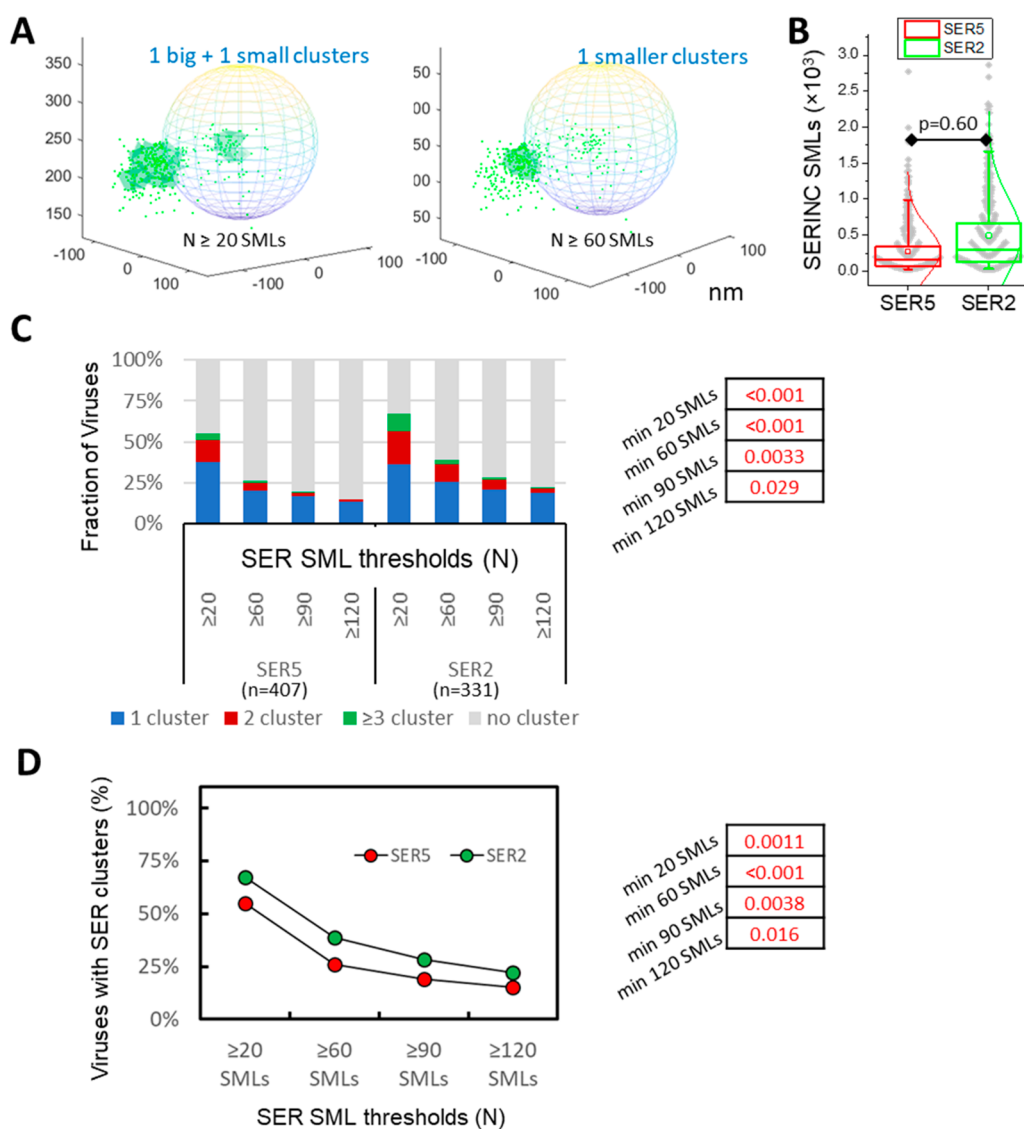 A
1 big + 1 small clusters
350
300
250
200
150
-100
0
100
-100
0
100
N ≥ 20 SMLs
1 smaller clusters
50
00
50
00
50
-100
0
100
-100
0
100
N ≥ 60 SMLs
nm
B
SER5
SER2
SERINC SMLs (×10³)
3.0
2.5
2.0
1.5
1.0
0.5
0.0
p=0.60
SER5
SER2
C
Fraction of Viruses
100%
75%
50%
25%
0%
SER SML thresholds (N)
≥20
≥60
≥90
≥120
≥20
≥60
≥90
≥120
SER5
(n=407)
SER2
(n=331)
1 cluster
2 cluster
≥3 cluster
no cluster
min 20 SMLs <0.001
min 60 SMLs <0.001
min 90 SMLs 0.0033
min 120 SMLs 0.029
D
Viruses with SER clusters (%)
100%
75%
50%
25%
0%
SER5
SER2
≥20 SMLs
≥60 SMLs
≥90 SMLs
≥120 SMLs
SER SML thresholds (N)
min 20 SMLs 0.0011
min 60 SMLs <0.001
min 90 SMLs 0.0038
min 120 SMLs 0.016